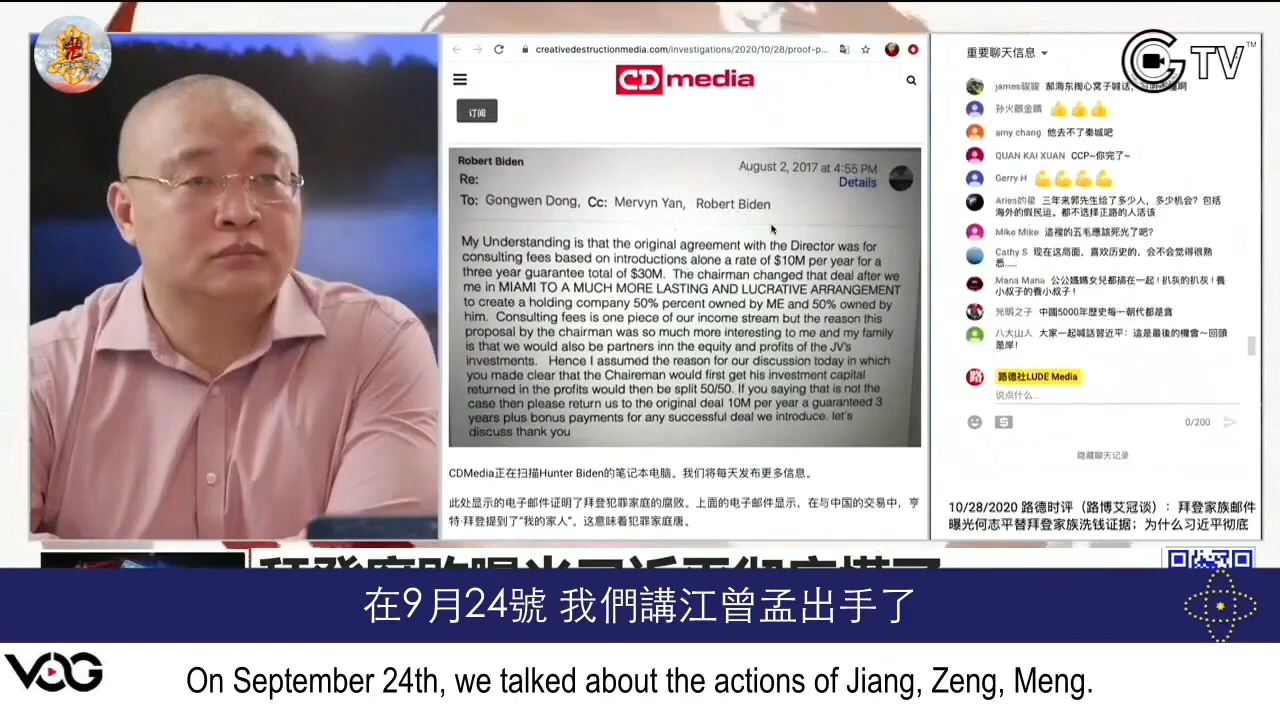 creativedestructionmedia.com/investigations/2020/10/28/proof-p...
CD media
订阅
Robert Biden
August 2, 2017 at 4:55 PM
Re:
Details
To: Gongwen Dong, Cc: Mervyn Yan, Robert Biden
My Understanding is that the original agreement with the Director was for
consulting fees based on introductions alone a rate of $10M per year for a
three year guarantee total of $30M. The chairman changed that deal after we
me in MIAMI TO A MUCH MORE LASTING AND LUCRATIVE ARRANGEMENT
to create a holding company 50% percent owned by ME and 50% owned by
him. Consulting fees is one piece of our income stream but the reason this
proposal by the chairman was so much more interesting to me and my family
is that we would also be partners inn the equity and profits of the JV's
investments. Hence I assumed the reason for our discussion today in which
you made clear that the Chaireman would first get his investment capital
returned in the profits would then be split 50/50. If you saying that is not the
case then please return us to the original deal 10M per year a guaranteed 3
years plus bonus payments for any successful deal we introduce. let's
discuss thank you
CDMedia正在扫描Hunter Biden的笔记本电脑。我们将每天发布更多信息。
此处显示的电子邮件证明了拜登犯罪家庭的腐败。上面的电子邮件显示，在与中国的交易中，亨
特·拜登提到了“我的家人”。这意味着犯罪家庭唐。
重要聊天信息
GTV™
james骏骏 郝海东掏心窝子喊话，
孙火眼金睛
amy chang 他去不了秦城吧
QUAN KAI XUAN CCP~你完了~
Gerry H
Aries的星 三年来郭先生给了多少人，多少机会？包括
海外的假民运。都不选择正路的人活该
Mike Mike 這裡的五毛應該死光了吧?
Cathy S 现在这局面，喜欢历史的，会不会觉得很熟
悉......
Mana Mana 公公媽媽女兒都搞在一起！扒灰的扒灰！養
小叔子的養小叔子！
光明之子 中國5000年歷史每一朝代都是貪
八大山人 大家一起喊話習近平：這是最後的機會～回頭
是岸！
路德社LUDE Media
说点什么...
0/200
隐藏聊天记录
10/28/2020 路德时评（路博艾冠谈）：拜登家族邮件
曝光何志平替拜登家族洗钱证据；为什么习近平彻底
在9月24號 我們講江曾孟出手了
VOG
On September 24th, we talked about the actions of Jiang, Zeng, Meng.